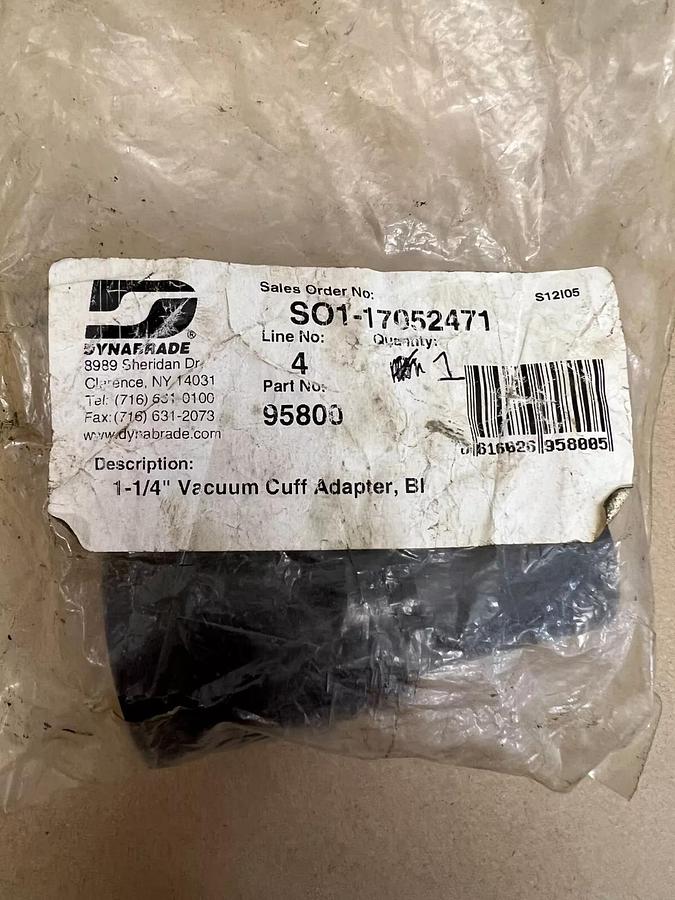 DYNABRADE
®
8989 Sheridan Dr
Clarence, NY 14031
Tel: (716) 631-0100
Fax: (716) 631-2073
www.dynabrade.com
Sales Order No:
SO1-17052471
S12I05
Line No:
Quantity:
4
1
Part No:
95800
0 616026 958005
Description:
1-1/4" Vacuum Cuff Adapter, Bl